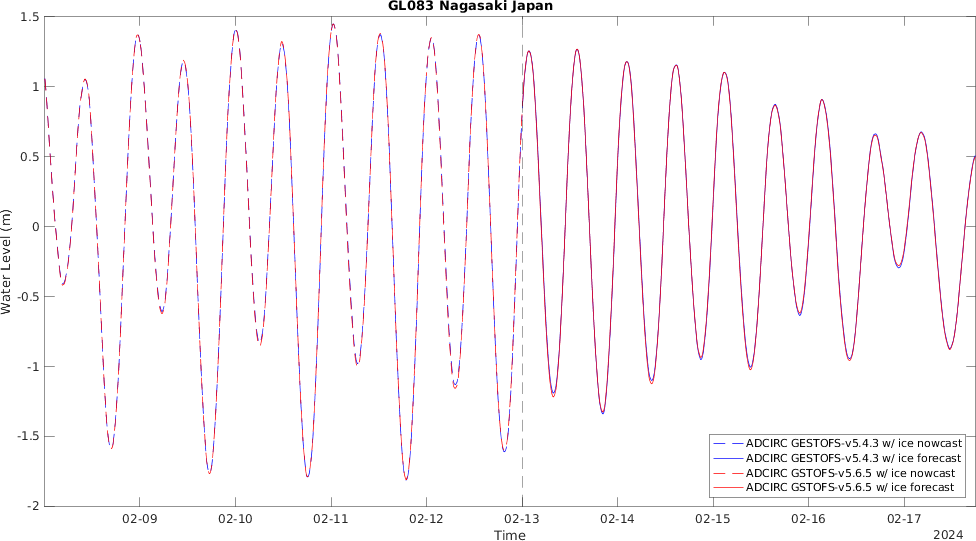 GL083 Nagasaki Japan
1.5
1
0.5
0
-0.5
-1
-1.5
-2
Water Level (m)
ADCIRC GESTOFS-v5.4.3 w/ ice nowcast
ADCIRC GESTOFS-v5.4.3 w/ ice forecast
ADCIRC GSTOFS-v5.6.5 w/ ice nowcast
ADCIRC GSTOFS-v5.6.5 w/ ice forecast
02-09 02-10 02-11 02-12 02-13 02-14 02-15 02-16 02-17
Time
2024